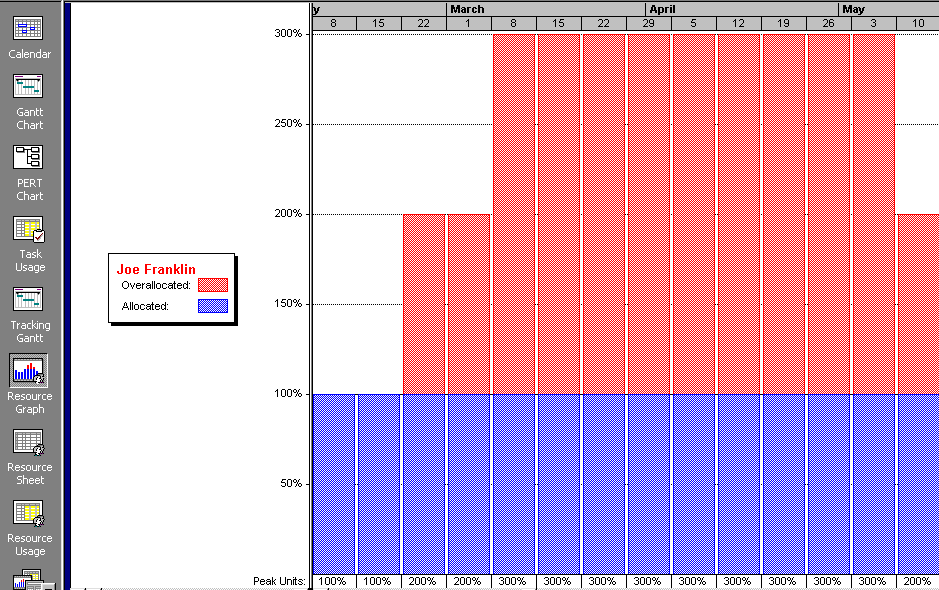 y March April May
8 15 22 1 8 15 22 29 5 12 19 26 3 10
Calendar
Gantt
Chart
PERT
Chart
Task
Usage
Tracking
Gantt
Resource
Graph
Resource
Sheet
Resource
Usage
Joe Franklin
Overallocated:
Allocated:
300%
250%
200%
150%
100%
50%
Peak Units: 100% 100% 200% 200% 300% 300% 300% 300% 300% 300% 300% 300% 300% 200%